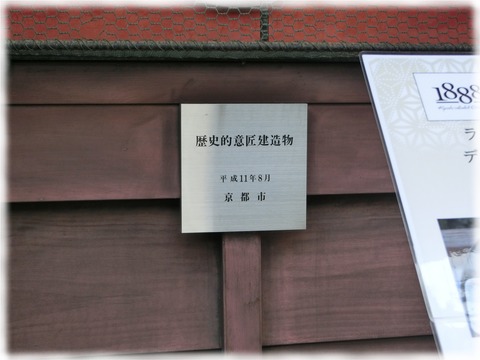 歴史的意匠建造物
平成11年8月
京都市
1888
ラ
デ